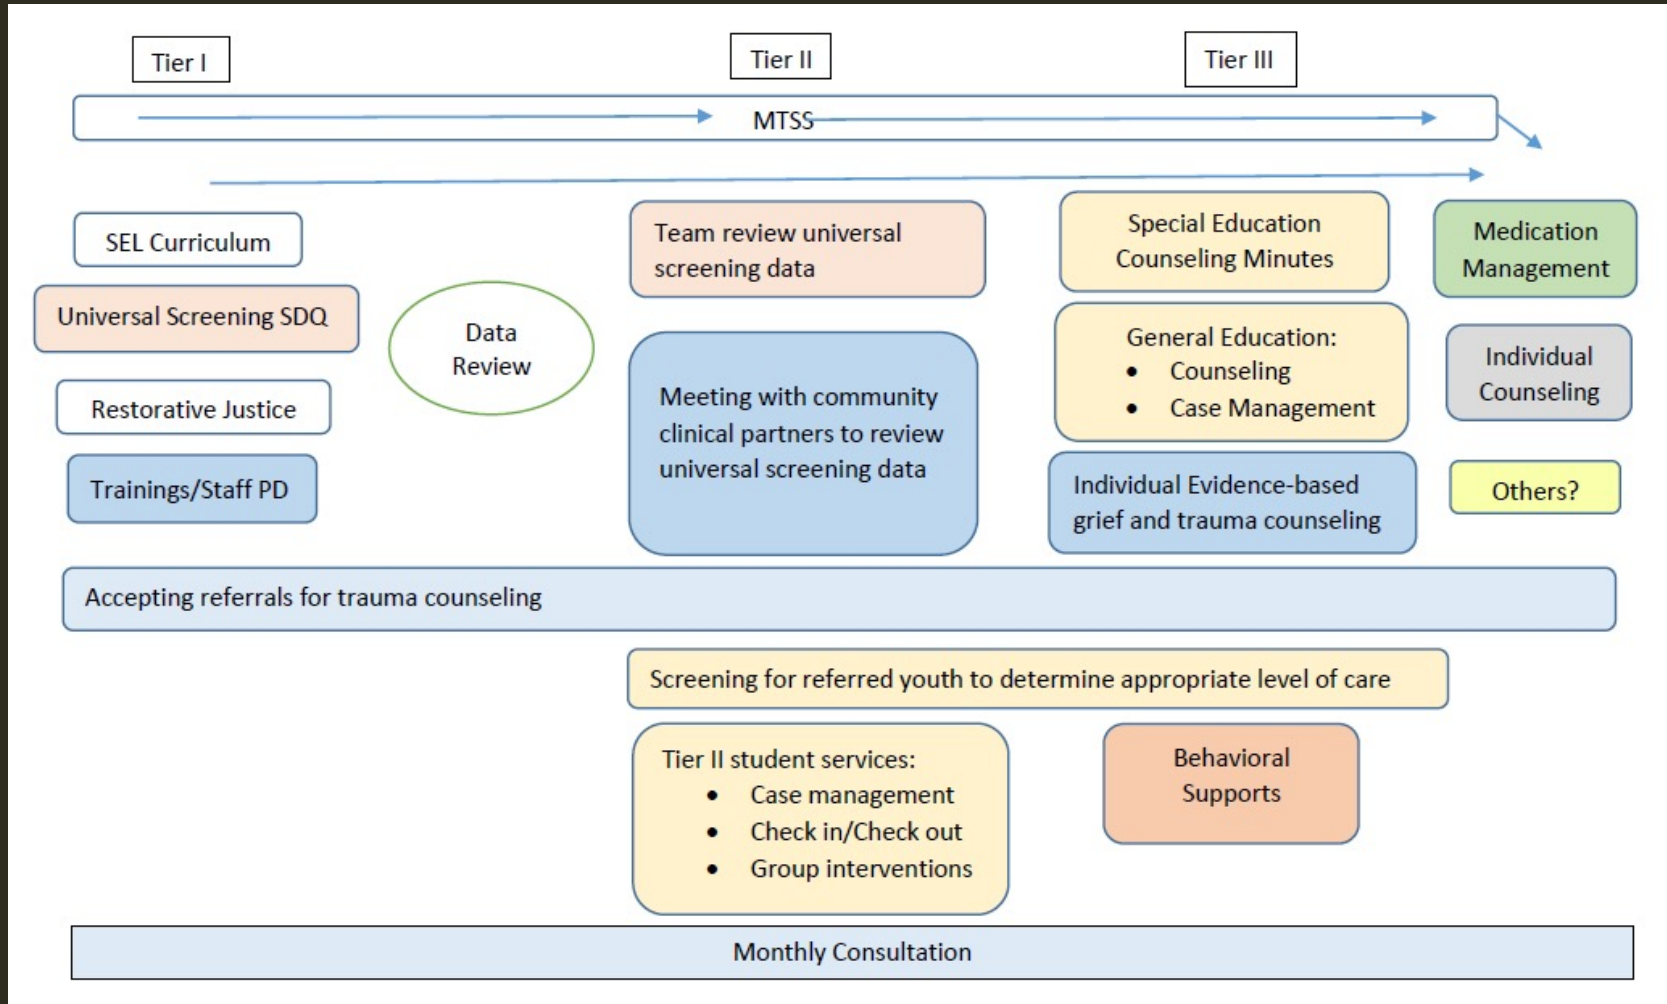 Tier I
Tier II
Tier III
MTSS
SEL Curriculum
Universal Screening SDQ
Restorative Justice
Trainings/Staff PD
Data
Review
Team review universal
screening data
Meeting with community
clinical partners to review
universal screening data
Special Education
Counseling Minutes
General Education:
• Counseling
• Case Management
Individual Evidence-based
grief and trauma counseling
Medication
Management
Individual
Counseling
Others?
Accepting referrals for trauma counseling
Screening for referred youth to determine appropriate level of care
Tier II student services:
• Case management
• Check in/Check out
• Group interventions
Behavioral
Supports
Monthly Consultation